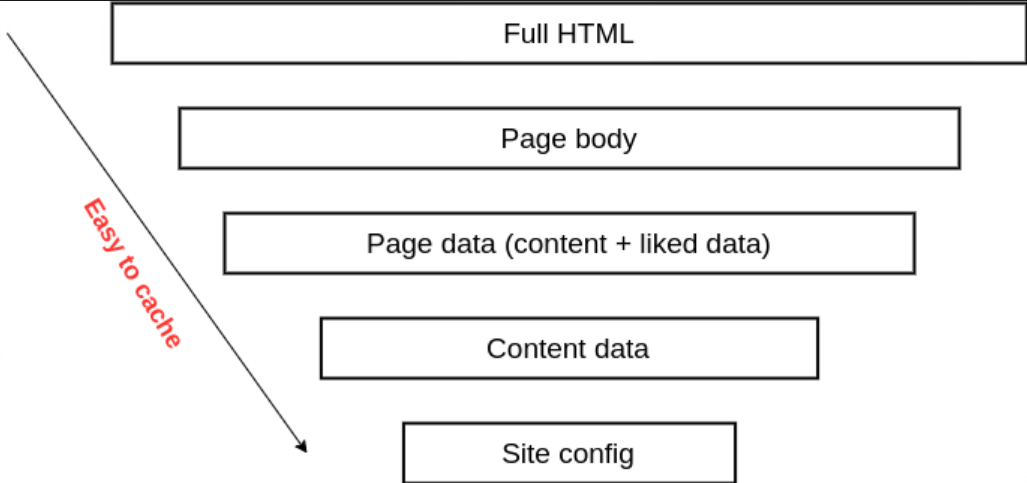 Full HTML
Page body
Easy to cache
Page data (content + liked data)
Content data
Site config